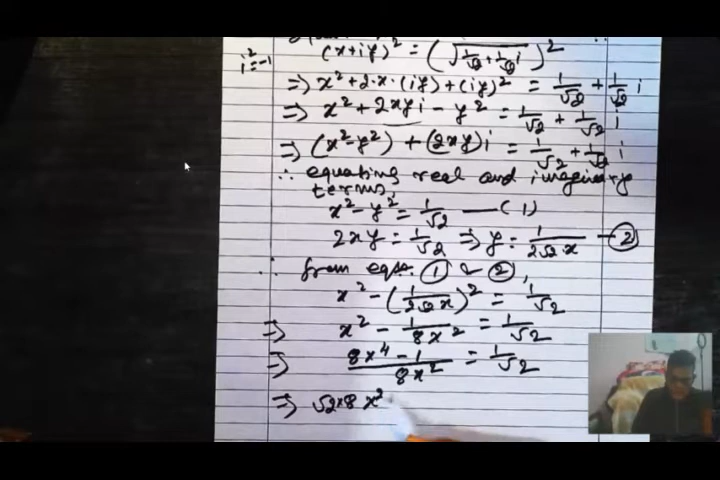 (x+iy)² = (√(1/√2 + 1/√2 i))²
i² = -1
⇒ x² + 2·x·(iy) + (iy)² = 1/√2 + 1/√2 i
⇒ x² + 2xyi - y² = 1/√2 + 1/√2 i
⇒ (x² - y²) + (2xy)i = 1/√2 + 1/√2 i
∴ equating real and imaginary
terms,
x² - y² = 1/√2 —(1)
2xy = 1/√2 ⇒ y = 1/(2√2·x) —②
∴ from eqs. ① & ②,
x² - (1/(2√2x))² = 1/√2
⇒ x² - 1/(8x²) = 1/√2
⇒ (8x⁴ - 1)/(8x²) = 1/√2
⇒ √2×8x²